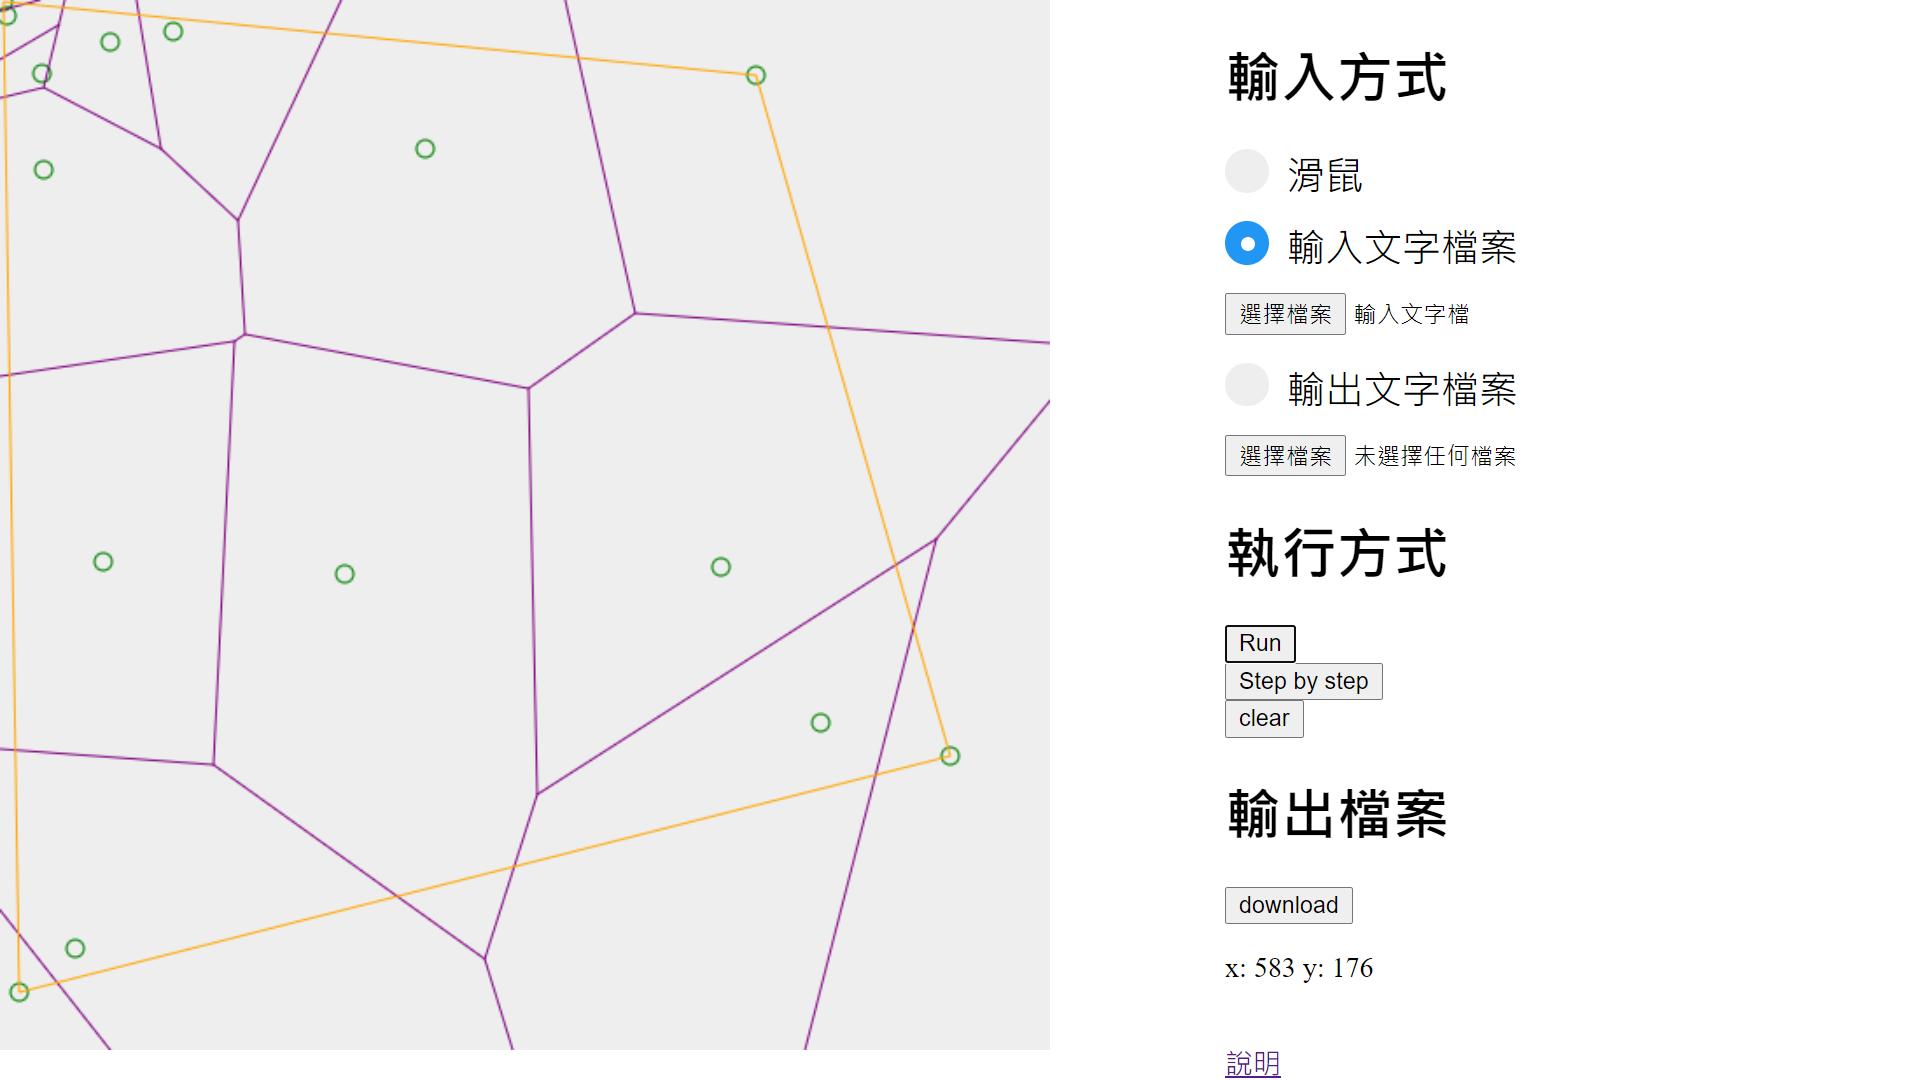 輸入方式
滑鼠
輸入文字檔案
選擇檔案 輸入文字檔
輸出文字檔案
選擇檔案 未選擇任何檔案
執行方式
Run
Step by step
clear
輸出檔案
download
x: 583 y: 176
說明